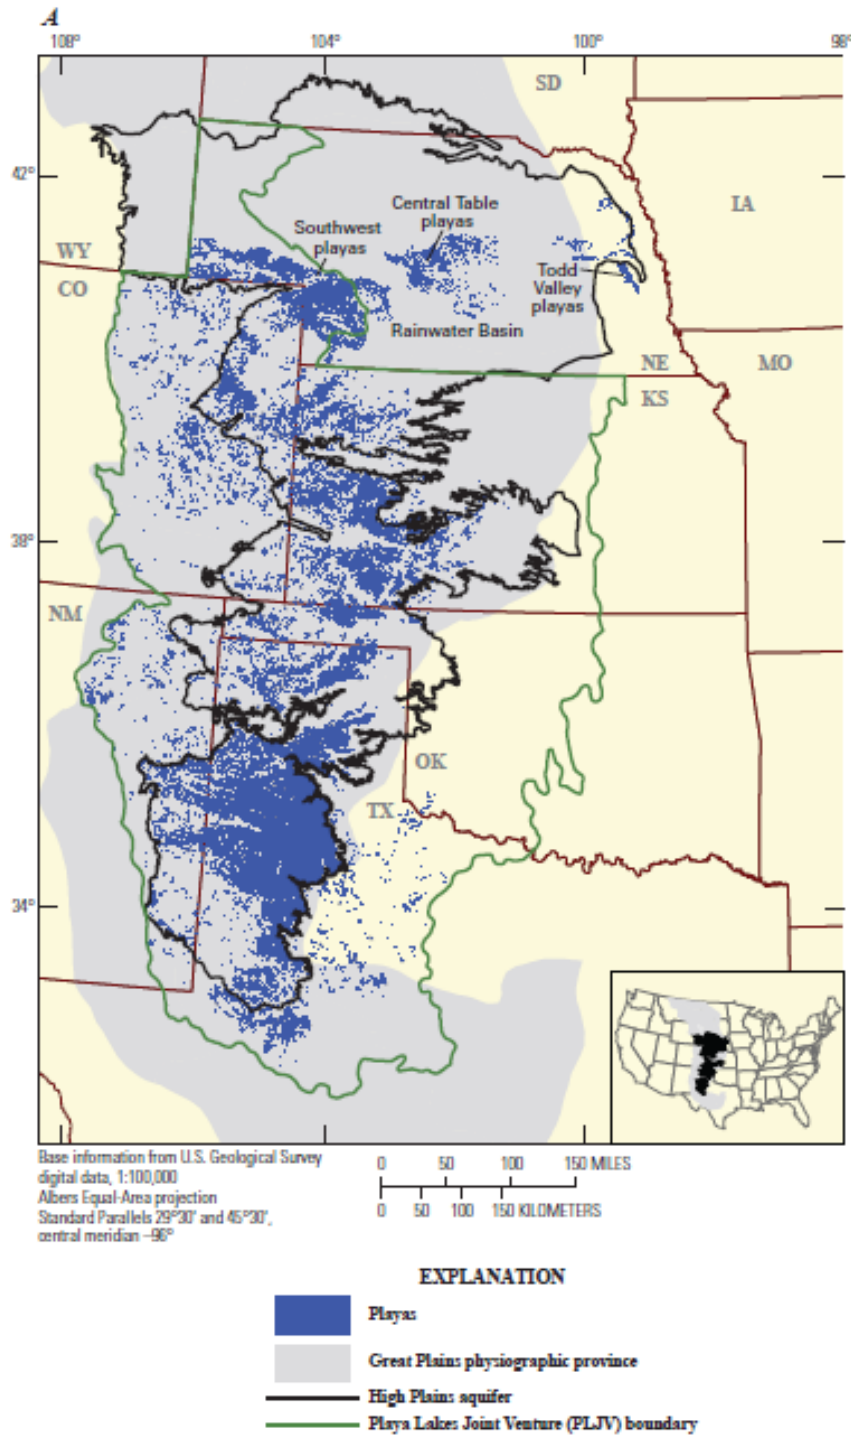 A
108°
104°
100°
96°
SD
42°
IA
Central Table
playas
Southwest
playas
WY
Todd
Valley
playas
CO
Rainwater Basin
NE
MO
KS
38°
NM
OK
TX
34°
Base information from U.S. Geological Survey
digital data, 1:100,000
Albers Equal-Area projection
Standard Parallels 29°30' and 45°30',
central meridian –96°
0 50 100 150 MILES
0 50 100 150 KILOMETERS
EXPLANATION
Playas
Great Plains physiographic province
High Plains aquifer
Playa Lakes Joint Venture (PLJV) boundary